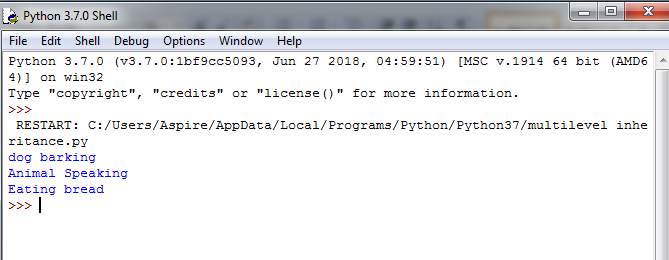 Python 3.7.0 Shell
File Edit Shell Debug Options Window Help
Python 3.7.0 (v3.7.0:1bf9cc5093, Jun 27 2018, 04:59:51) [MSC v.1914 64 bit (AMD6
4)] on win32
Type "copyright", "credits" or "license()" for more information.
>>>
 RESTART: C:/Users/Aspire/AppData/Local/Programs/Python/Python37/multilevel inhe
ritance.py
dog barking
Animal Speaking
Eating bread
>>>